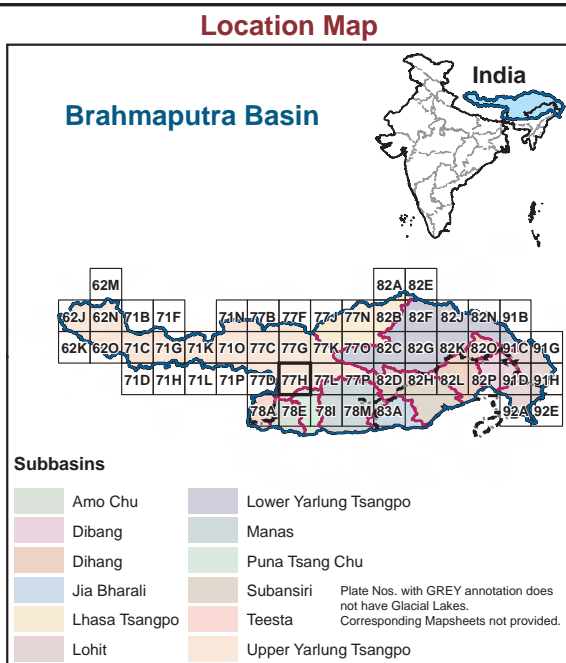 Location Map
India
Brahmaputra Basin
62M 82A 82E
62J 62N 71B 71F 71N 77B 77F 77J 77N 82B 82F 82J 82N 91B
62K 62O 71C 71G 71K 71O 77C 77G 77K 77O 82C 82G 82K 82O 91C 91G
71D 71H 71L 71P 77D 77H 77L 77P 82D 82H 82L 82P 91D 91H
78A 78E 78I 78M 83A 92A 92E
Subbasins
Amo Chu
Dibang
Dihang
Jia Bharali
Lhasa Tsangpo
Lohit
Lower Yarlung Tsangpo
Manas
Puna Tsang Chu
Subansiri
Teesta
Upper Yarlung Tsangpo
Plate Nos. with GREY annotation does
not have Glacial Lakes.
Corresponding Mapsheets not provided.